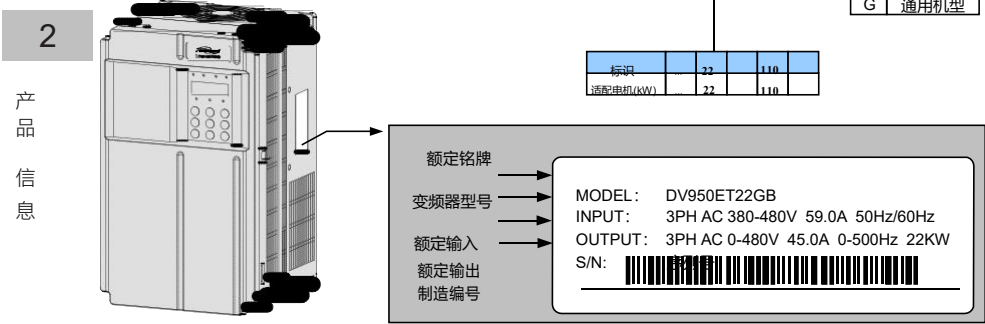 G 通用机型
2
产
品
信
息
标识 ... 22 110
适配电机(kW) ... 22 110
额定铭牌
变频器型号
额定输入
额定输出
制造编号
MODEL: DV950ET22GB
INPUT: 3PH AC 380-480V 59.0A 50Hz/60Hz
OUTPUT: 3PH AC 0-480V 45.0A 0-500Hz 22KW
S/N: